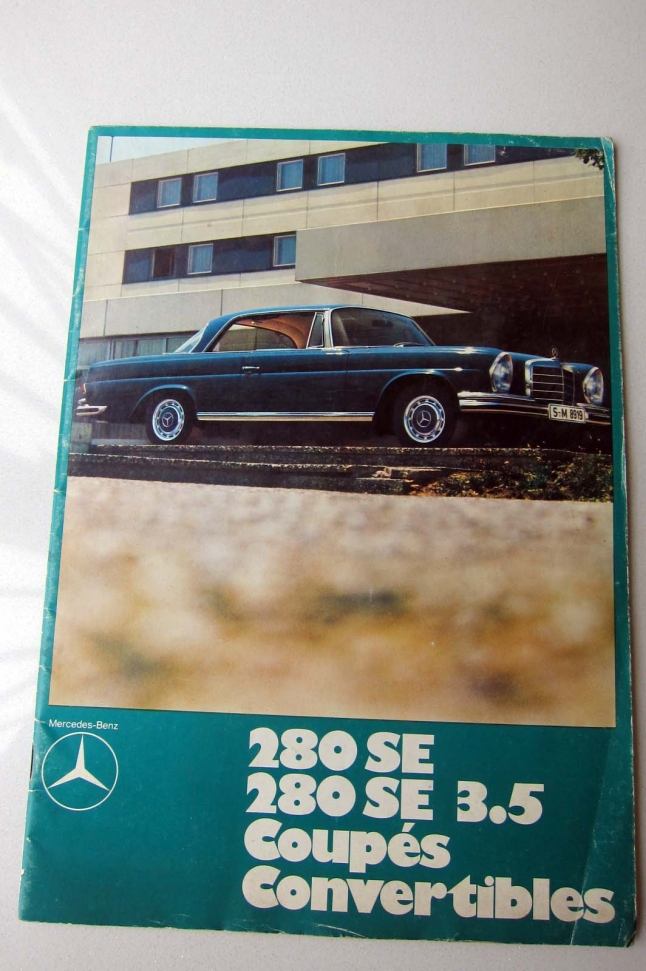 S-M 8919
Mercedes-Benz
280 SE
280 SE 3.5
Coupés
Convertibles